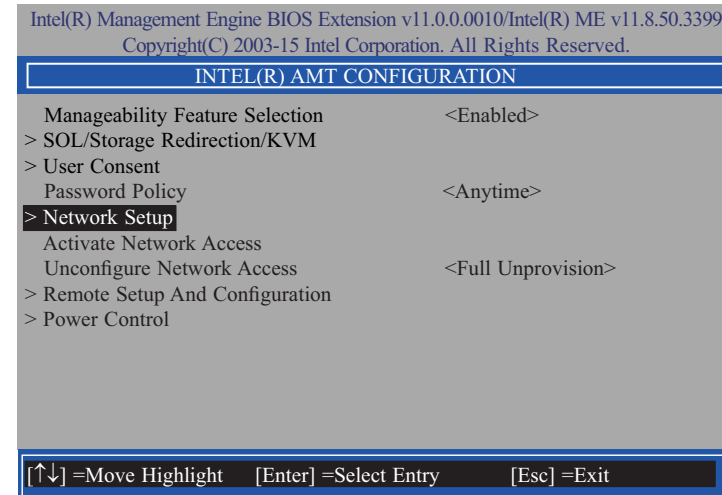 Intel(R) Management Engine BIOS Extension v11.0.0.0010/Intel(R) ME v11.8.50.3399
Copyright(C) 2003-15 Intel Corporation. All Rights Reserved.
INTEL(R) AMT CONFIGURATION
Manageability Feature Selection <Enabled>
> SOL/Storage Redirection/KVM
> User Consent
Password Policy <Anytime>
> Network Setup
Activate Network Access
Unconfigure Network Access <Full Unprovision>
> Remote Setup And Configuration
> Power Control
[↑↓] =Move Highlight [Enter] =Select Entry [Esc] =Exit